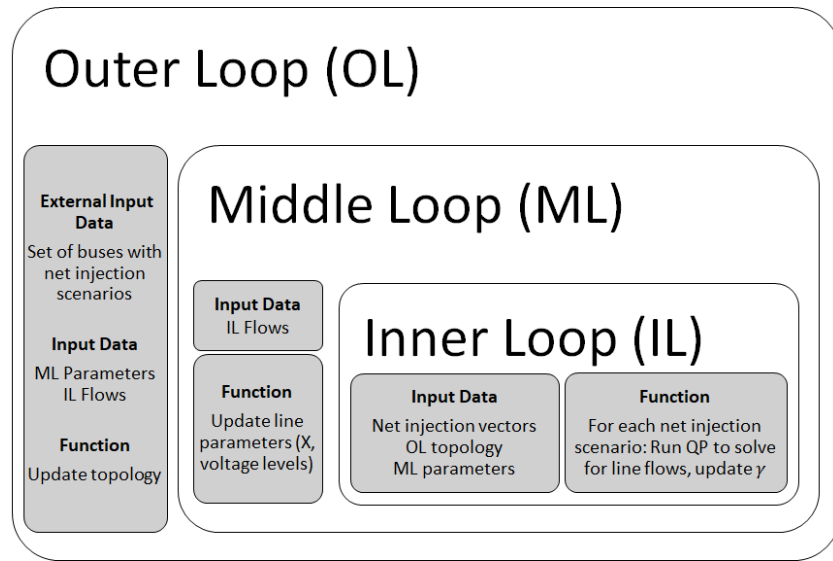 Outer Loop (OL)
External Input
Data
Set of buses with
net injection
scenarios
Input Data
ML Parameters
IL Flows
Function
Update topology
Middle Loop (ML)
Input Data
IL Flows
Function
Update line
parameters (X,
voltage levels)
Inner Loop (IL)
Input Data
Net injection vectors
OL topology
ML parameters
Function
For each net injection
scenario: Run QP to solve
for line flows, update γ